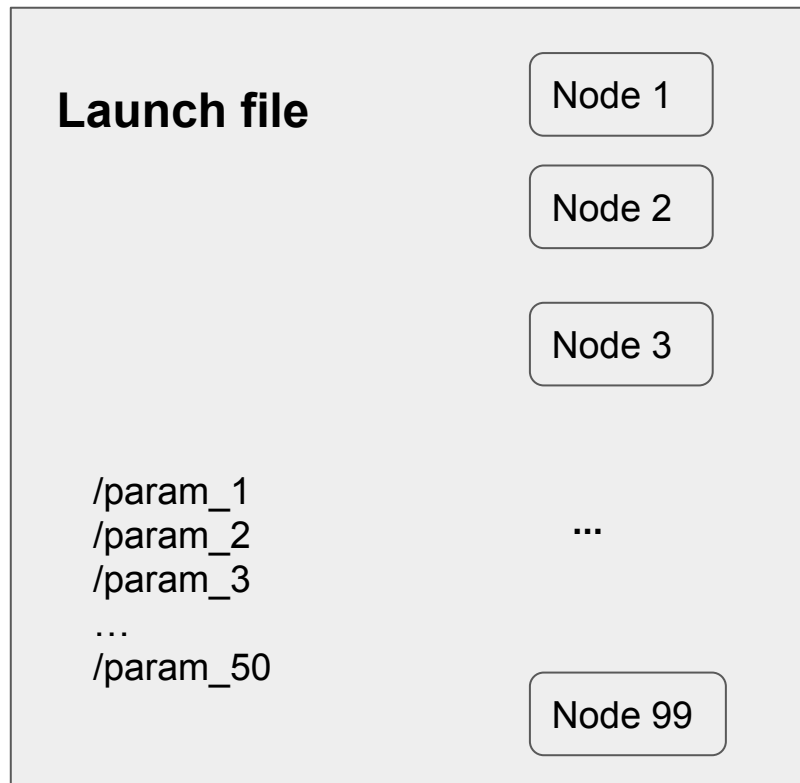 Launch file
Node 1
Node 2
Node 3
/param_1
/param_2
/param_3
…
/param_50
...
Node 99